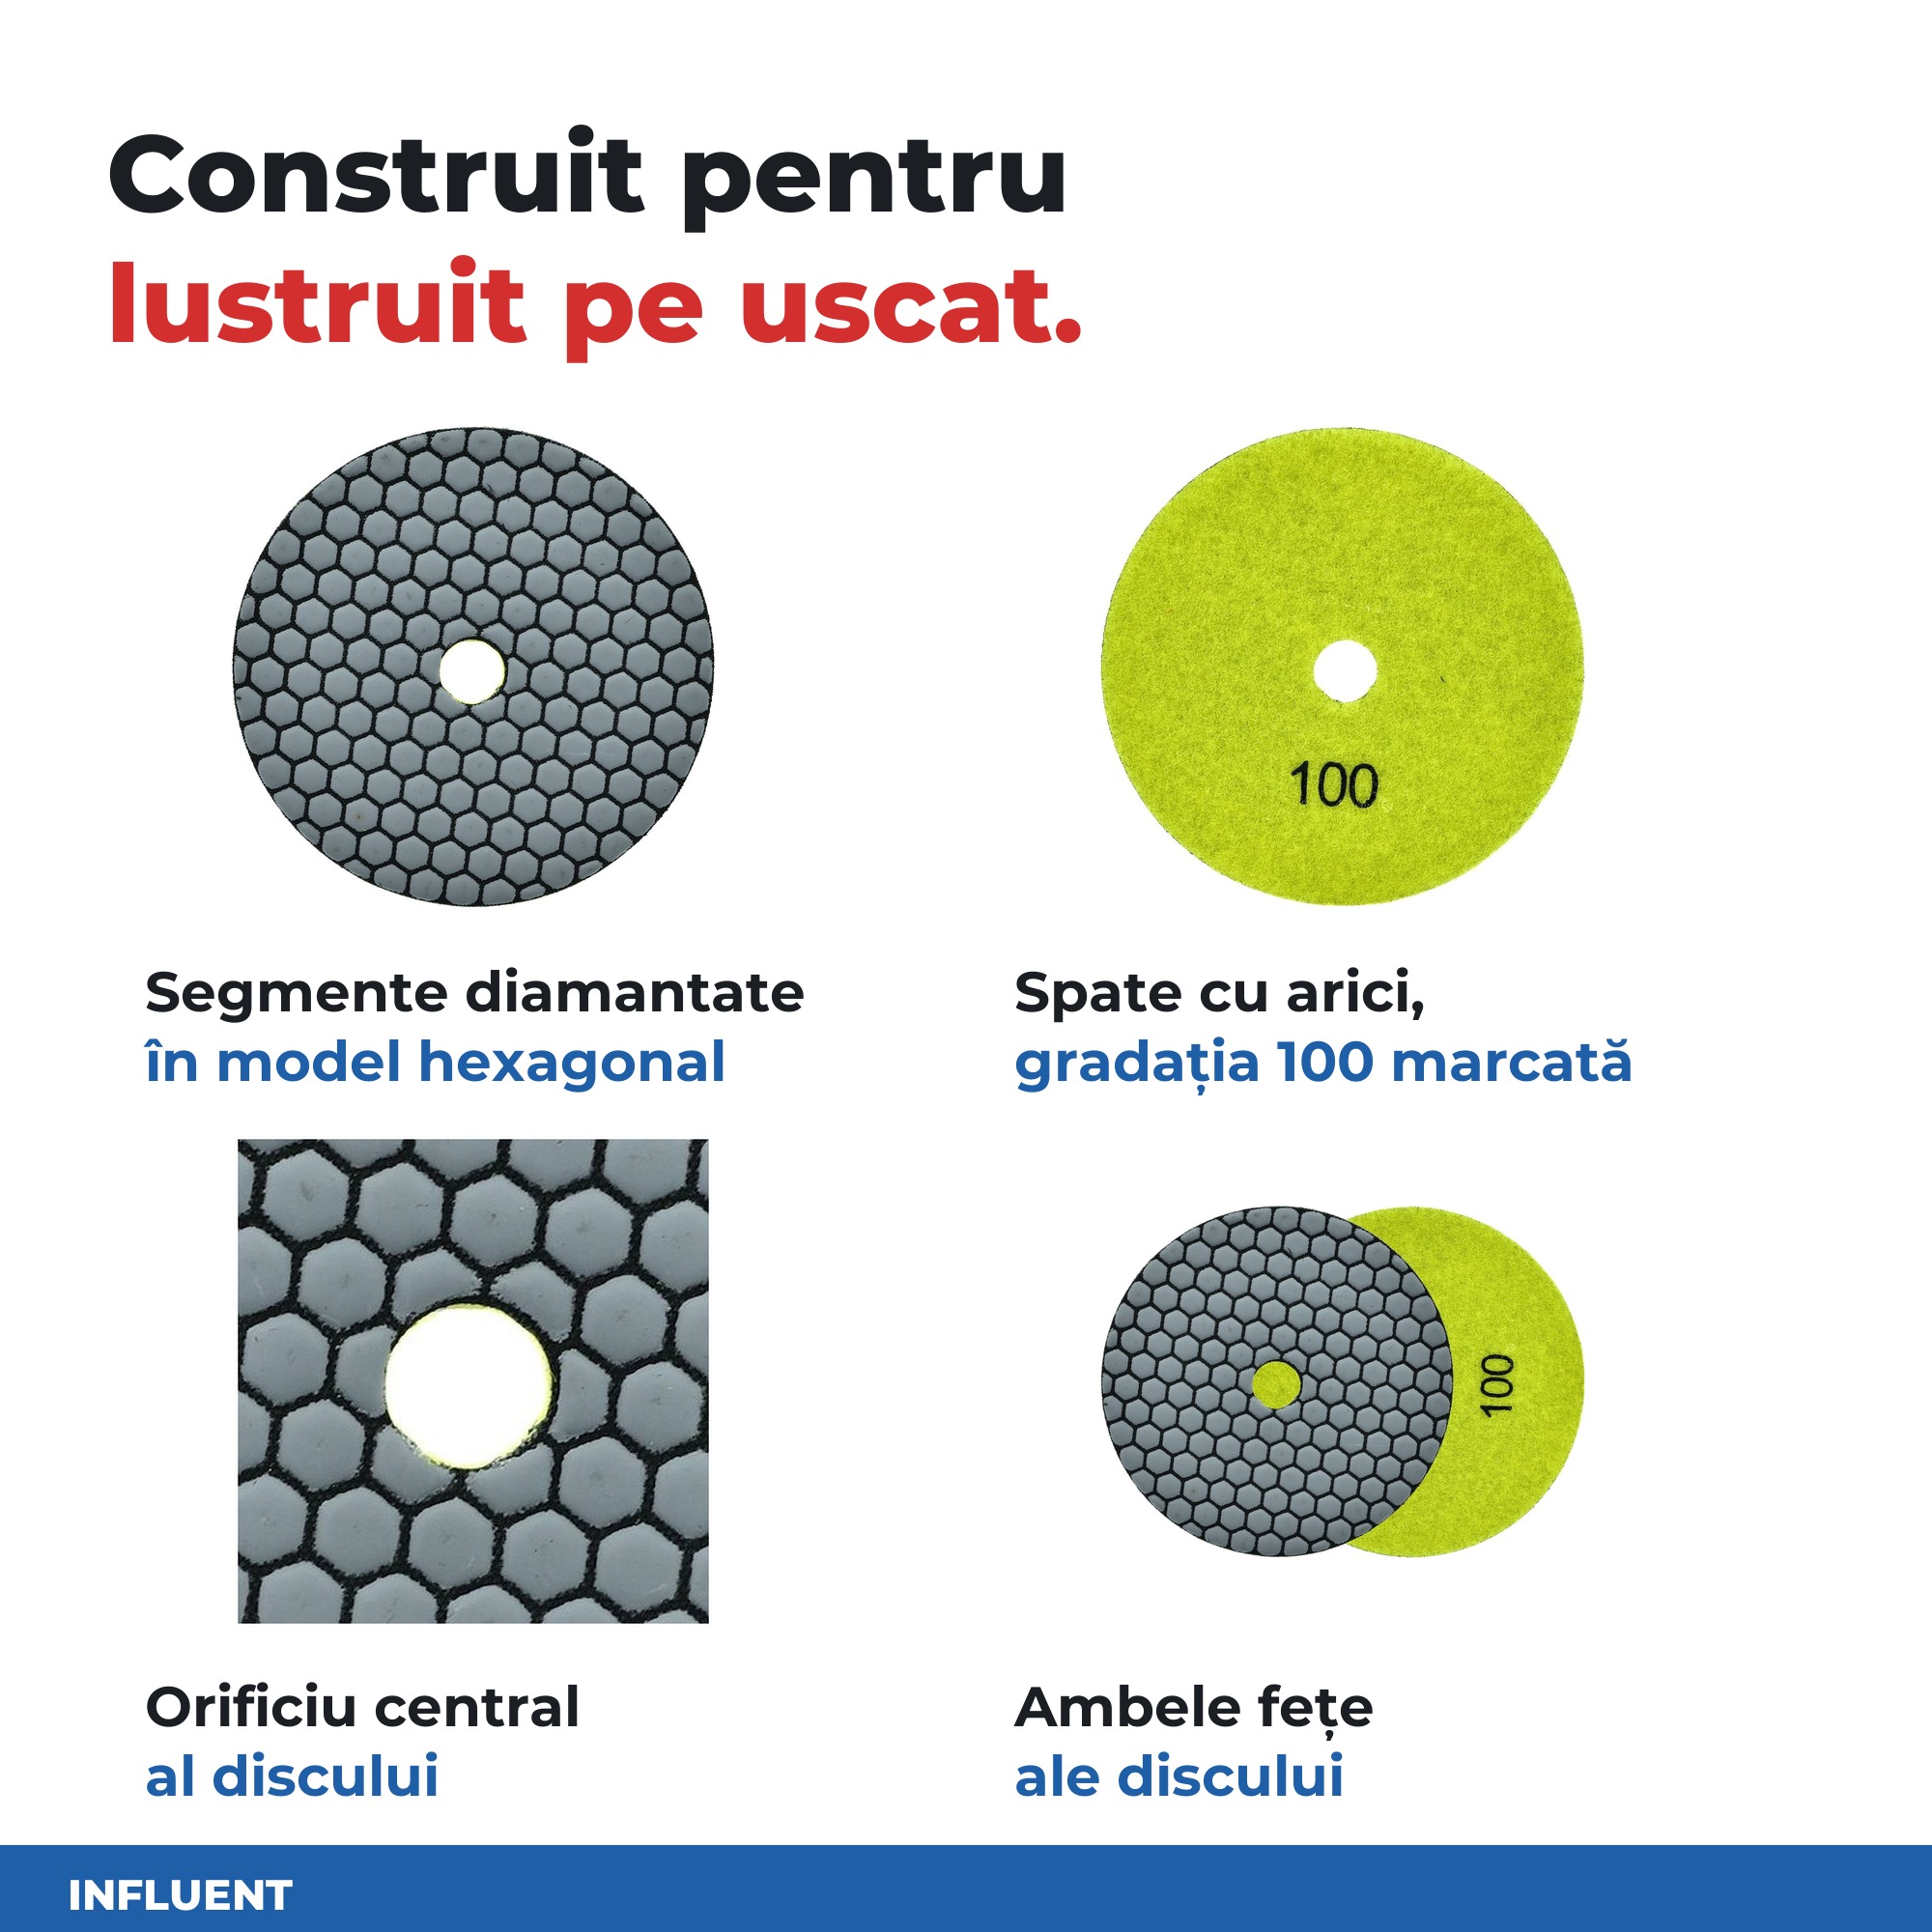 Construit pentru
lustruit pe uscat.
100
Segmente diamantate
în model hexagonal
Spate cu arici,
gradația 100 marcată
100
Orificiu central
al discului
Ambele fețe
ale discului
INFLUENT